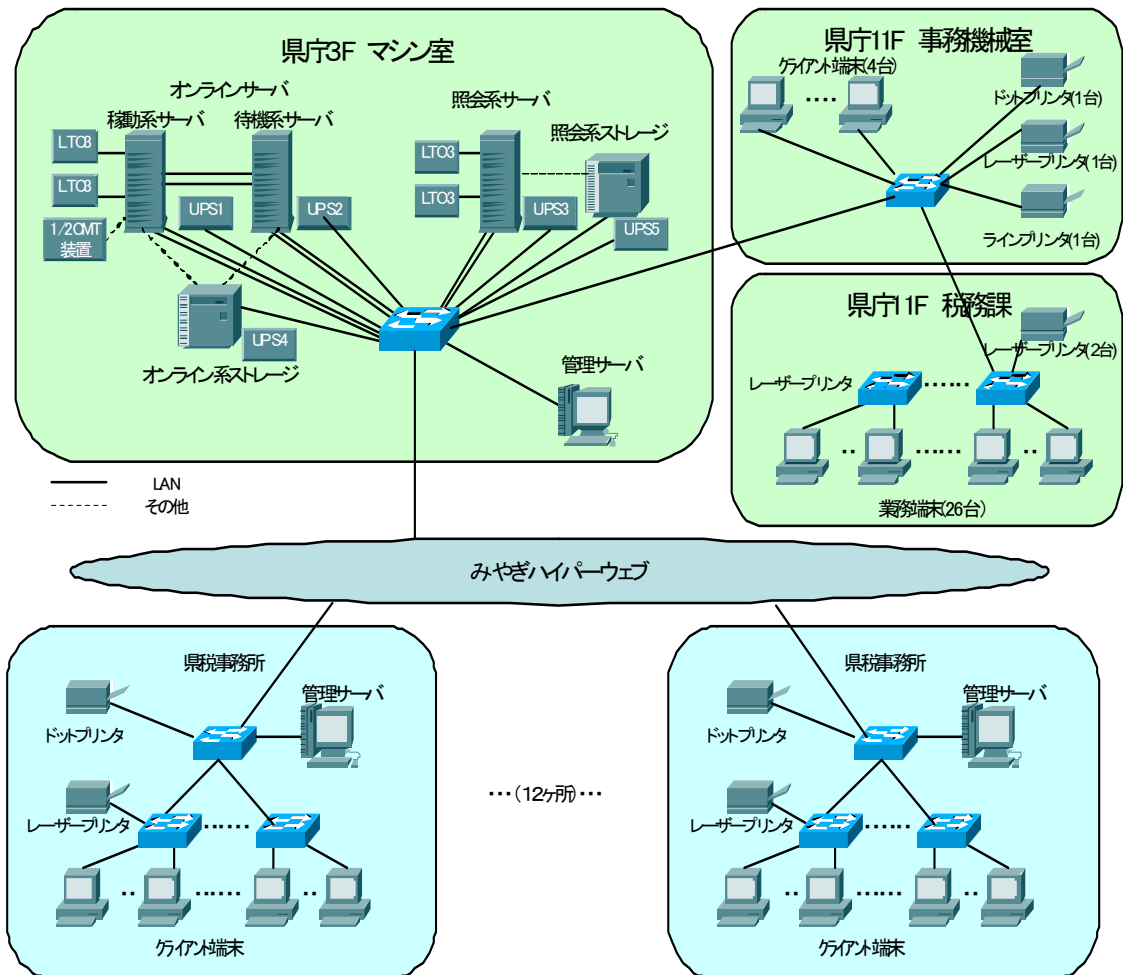 県庁3F マシン室
オンラインサーバ
移動系サーバ
待機系サーバ
LTO3
LTO3
UPS1
UPS2
1/2CMT
装置
UPS4
オンライン系ストレージ
照会系サーバ
照会系ストレージ
LTO3
LTO3
UPS3
UPS5
管理サーバ
LAN
その他
県庁11F 事務機械室
クライアント端末(4台)
‥‥
ドットプリンタ(1台)
レーザープリンタ(1台)
ラインプリンタ(1台)
県庁11F 税務課
レーザープリンタ(2台)
レーザープリンタ
‥‥‥
‥ ‥‥‥ ‥
業務端末(26台)
みやぎハイパーウェブ
県税事務所
管理サーバ
ドットプリンタ
レーザープリンタ
‥‥‥
‥ ‥‥‥ ‥
クライアント端末
…(12ヶ所)…
県税事務所
管理サーバ
ドットプリンタ
レーザープリンタ
‥‥‥
‥ ‥‥‥ ‥
クライアント端末